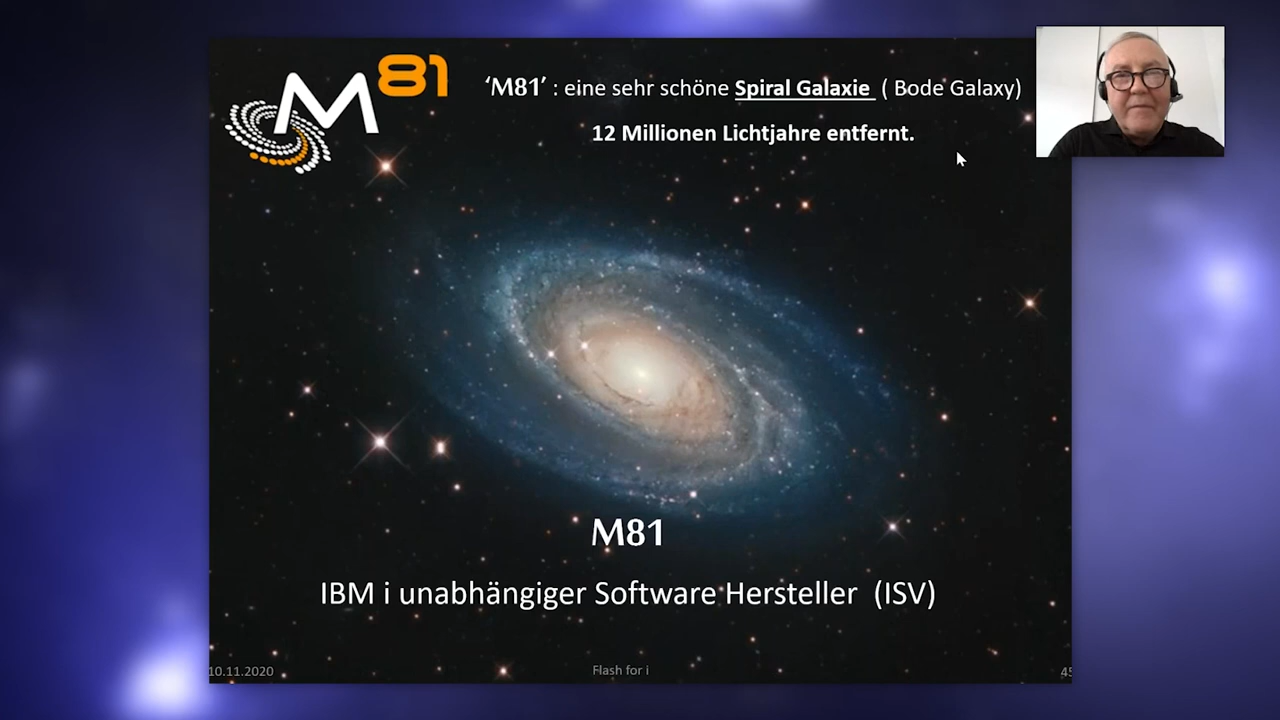 M81
‘M81’ : eine sehr schöne Spiral Galaxie ( Bode Galaxy)
12 Millionen Lichtjahre entfernt.
M81
IBM i unabhängiger Software Hersteller (ISV)
10.11.2020
Flash for i
45